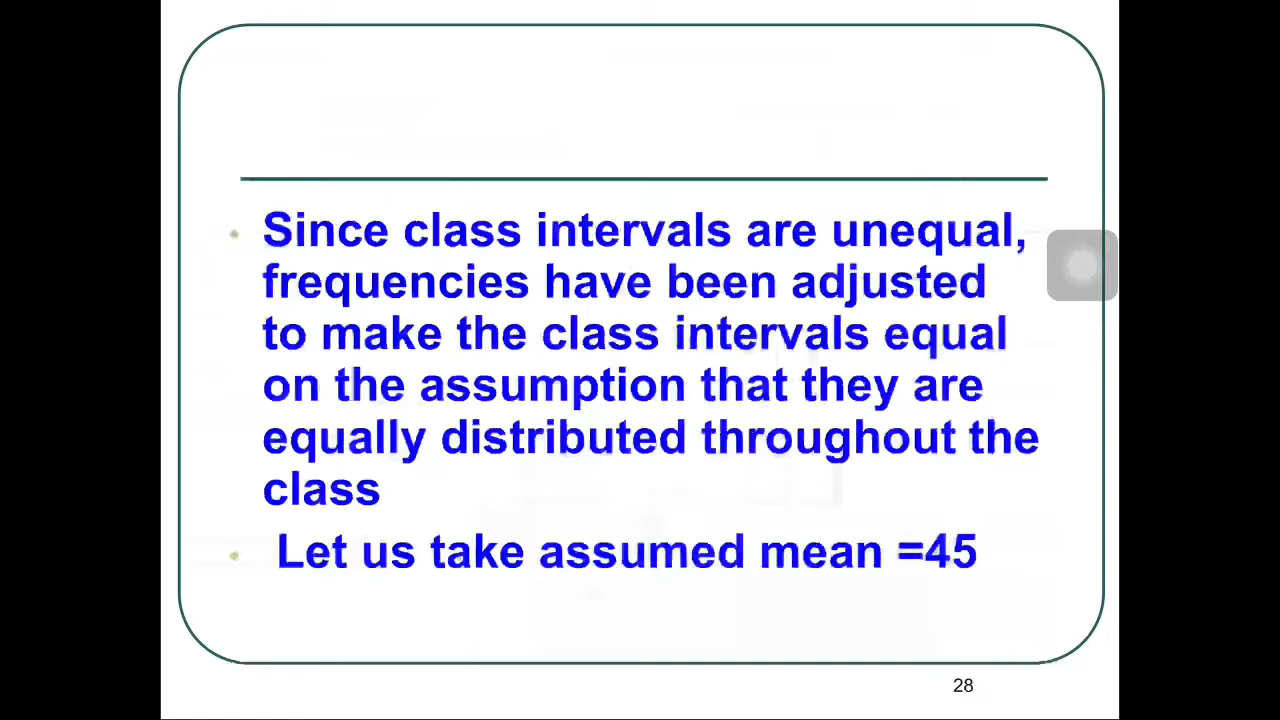 Since class intervals are unequal,
frequencies have been adjusted
to make the class intervals equal
on the assumption that they are
equally distributed throughout the
class
Let us take assumed mean =45
28